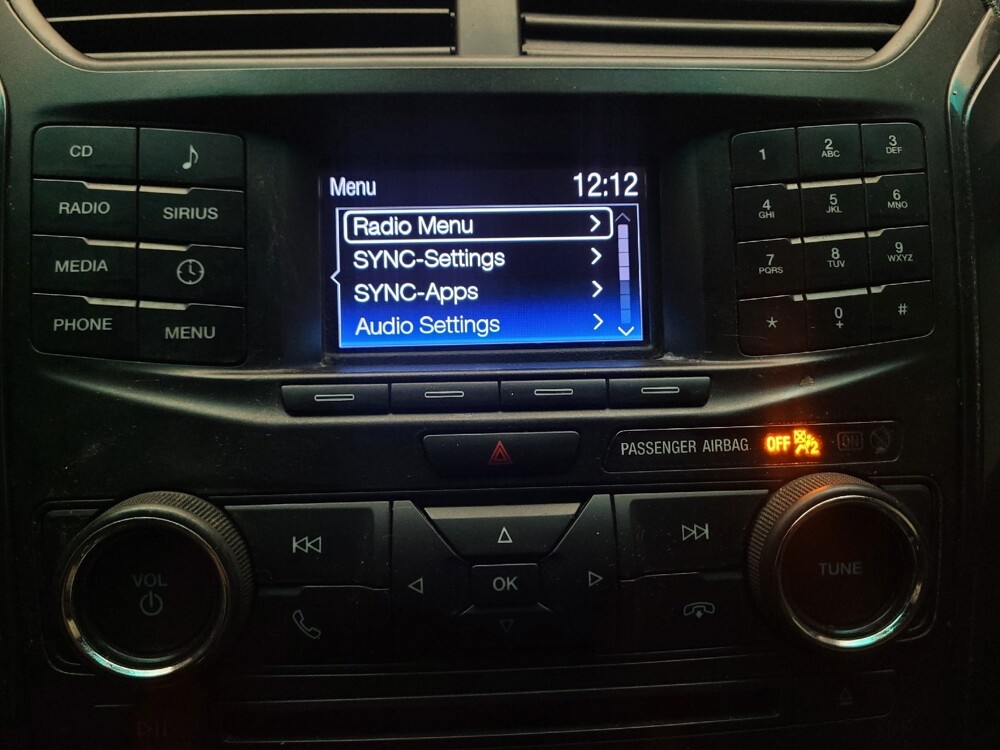 Menu 12:12
Radio Menu
SYNC-Settings
SYNC-Apps
Audio Settings
CD
RADIO SIRIUS
MEDIA
PHONE MENU
1 2 ABC 3 DEF
4 GHI 5 JKL 6 MNO
7 PQRS 8 TUV 9 WXYZ
* 0 + #
PASSENGER AIRBAG OFF 2 ON
VOL
OK
TUNE